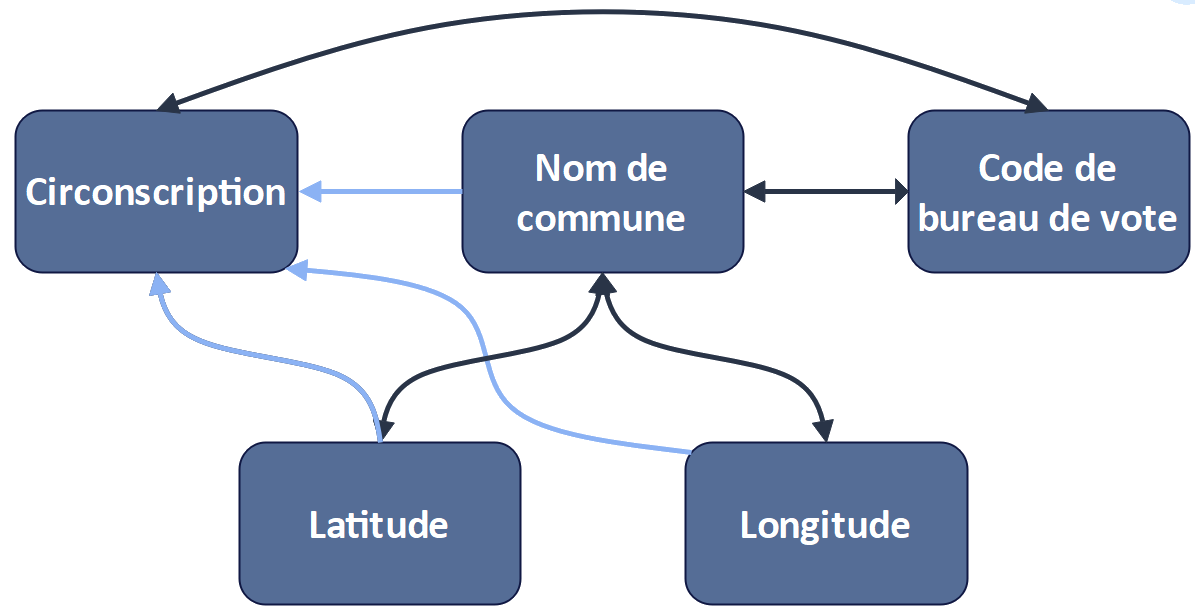 Circonscription
Nom de
commune
Code de
bureau de vote
Latitude
Longitude